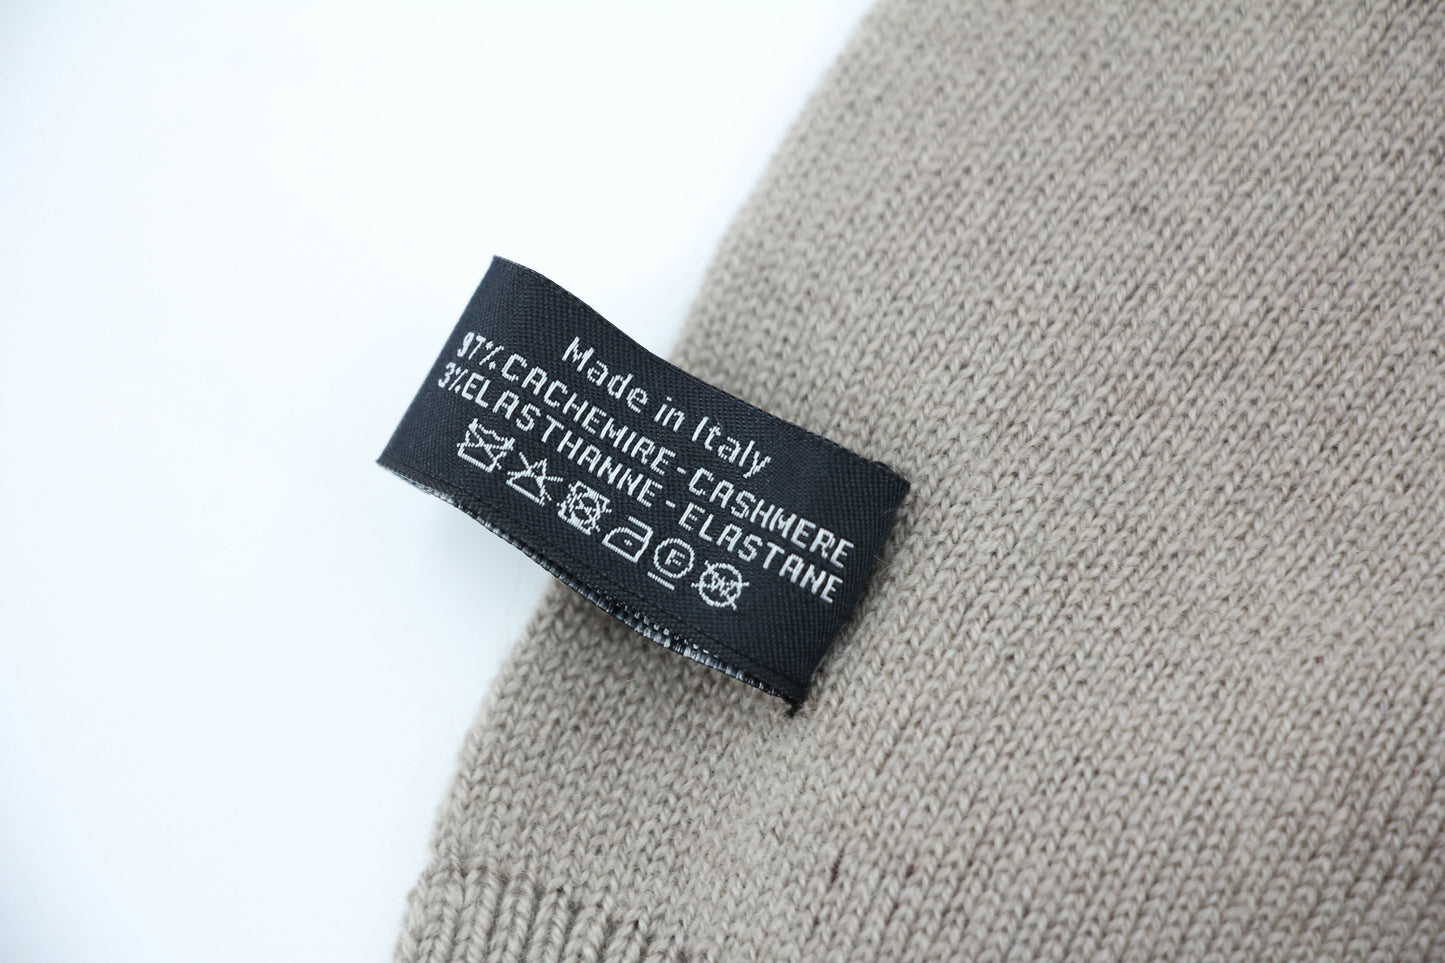 Made in Italy
97%CACHEMIRE-CASHMERE
3%ELASTHANNE-ELASTANE